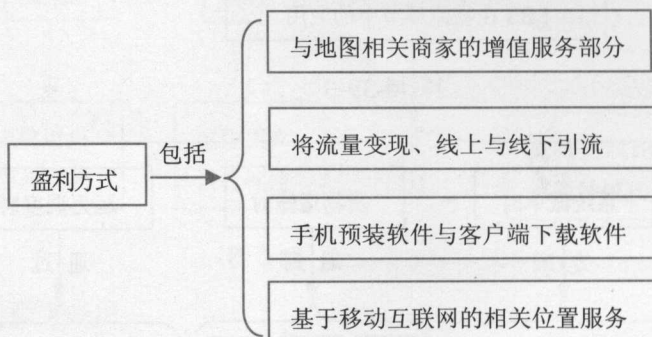 与地图相关商家的增值服务部分
将流量变现、线上与线下引流
盈利方式
包括
手机预装软件与客户端下载软件
基于移动互联网的相关位置服务